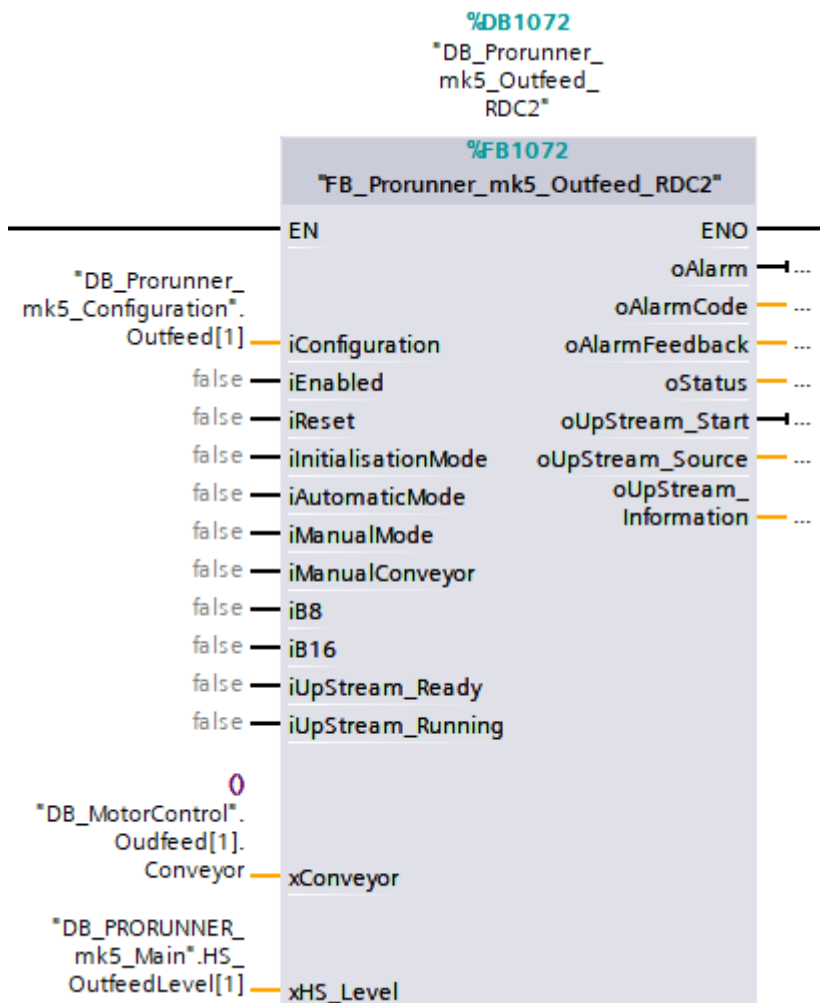 %DB1072
"DB_Prorunner_
mk5_Outfeed_
RDC2"
%FB1072
"FB_Prorunner_mk5_Outfeed_RDC2"
EN
ENO
oAlarm
...
"DB_Prorunner_
mk5_Configuration".
Outfeed[1]
iConfiguration
oAlarmCode
...
oAlarmFeedback
...
false
iEnabled
oStatus
...
false
iReset
oUpStream_Start
...
false
iInitialisationMode
oUpStream_Source
...
false
iAutomaticMode
oUpStream_
Information
...
false
iManualMode
false
iManualConveyor
false
iB8
false
iB16
false
iUpStream_Ready
false
iUpStream_Running
()
"DB_MotorControl".
Oudfeed[1].
Conveyor
xConveyor
"DB_PRORUNNER_
mk5_Main".HS_
OutfeedLevel[1]
xHS_Level